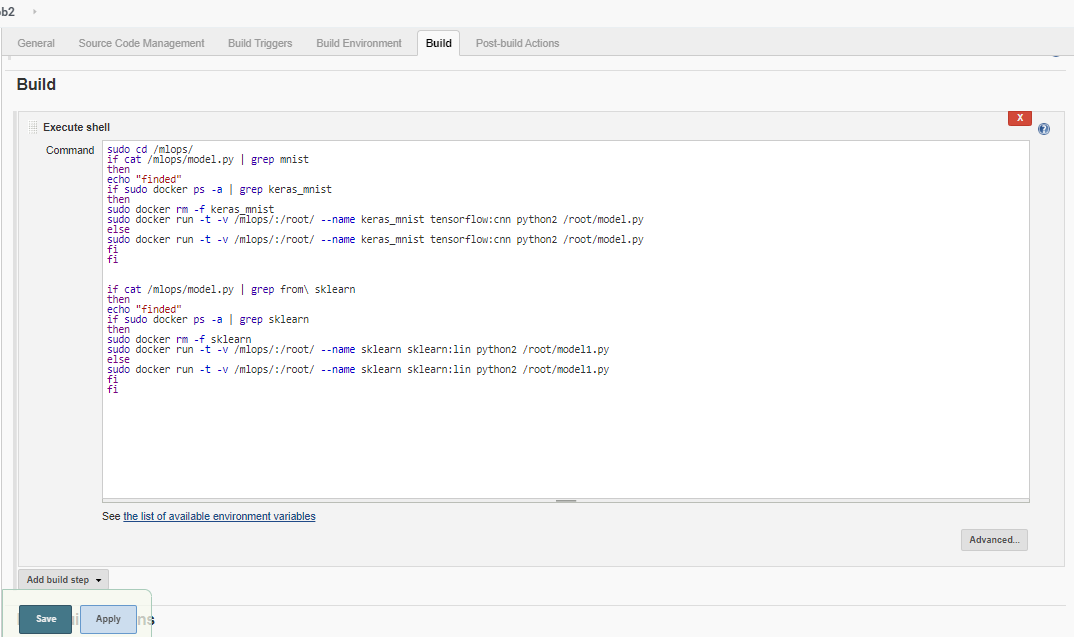 ob2
General Source Code Management Build Triggers Build Environment Build Post-build Actions
Build
Execute shell
X
Command
sudo cd /mlops/
if cat /mlops/model.py | grep mnist
then
echo "finded"
if sudo docker ps -a | grep keras_mnist
then
sudo docker rm -f keras_mnist
sudo docker run -t -v /mlops/:/root/ --name keras_mnist tensorflow:cnn python2 /root/model.py
else
sudo docker run -t -v /mlops/:/root/ --name keras_mnist tensorflow:cnn python2 /root/model.py
fi
fi
if cat /mlops/model.py | grep from\ sklearn
then
echo "finded"
if sudo docker ps -a | grep sklearn
then
sudo docker rm -f sklearn
sudo docker run -t -v /mlops/:/root/ --name sklearn sklearn:lin python2 /root/model1.py
else
sudo docker run -t -v /mlops/:/root/ --name sklearn sklearn:lin python2 /root/model1.py
fi
fi
See the list of available environment variables
Advanced...
Add build step
Save Apply